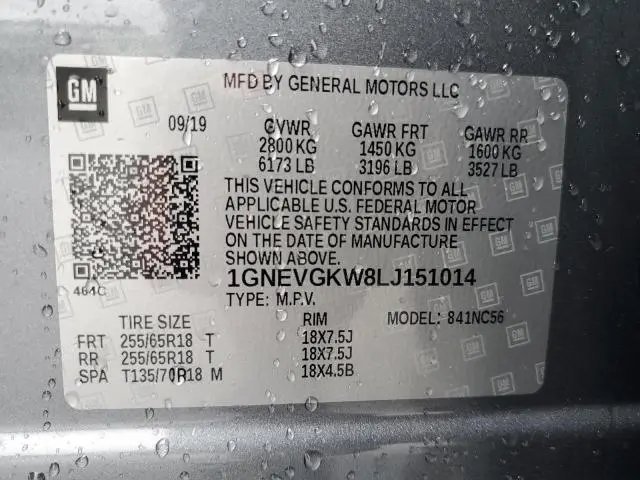 GM
MFD BY GENERAL MOTORS LLC
09/19 GVWR GAWR FRT GAWR RR
2800 KG 1450 KG 1600 KG
6173 LB 3196 LB 3527 LB
THIS VEHICLE CONFORMS TO ALL
APPLICABLE U.S. FEDERAL MOTOR
VEHICLE SAFETY STANDARDS IN EFFECT
ON THE DATE OF MANUFACTURE
SHOWN ABOVE.
464C
1GNEVGKW8LJ151014
TYPE: M.P.V.
TIRE SIZE RIM MODEL: 841NC56
FRT 255/65R18 T 18X7.5J
RR 255/65R18 T 18X7.5J
SPA T135/70R18 M 18X4.5B